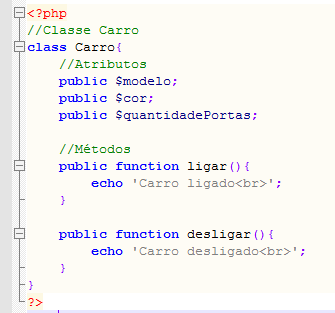 <?php
//Classe Carro
class Carro{
//Atributos
public $modelo;
public $cor;
public $quantidadePortas;
//Métodos
public function ligar(){
echo 'Carro ligado<br>';
}
public function desligar(){
echo 'Carro desligado<br>';
}
}
?>